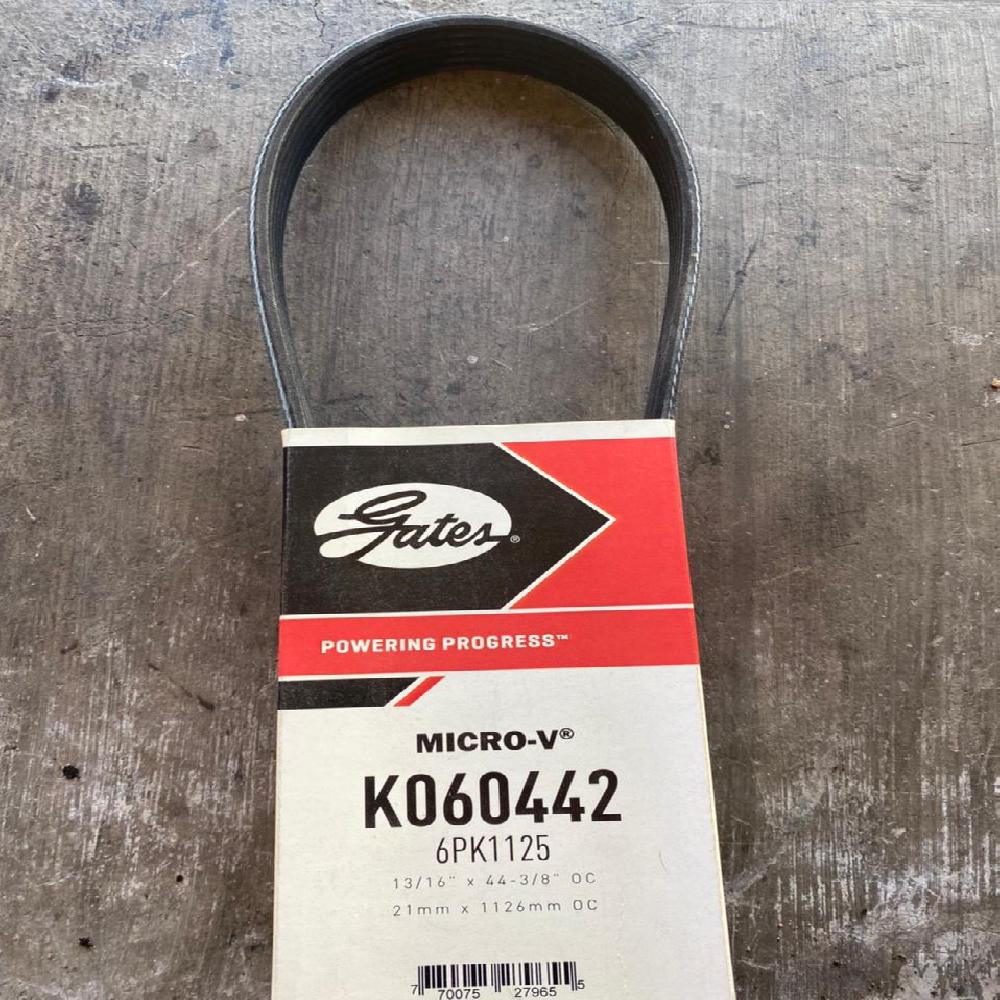 Gates®
POWERING PROGRESS™
MICRO-V®
K060442
6PK1125
13/16" x 44-3/8" OC
21mm x 1126mm OC
7 70075 27965 5